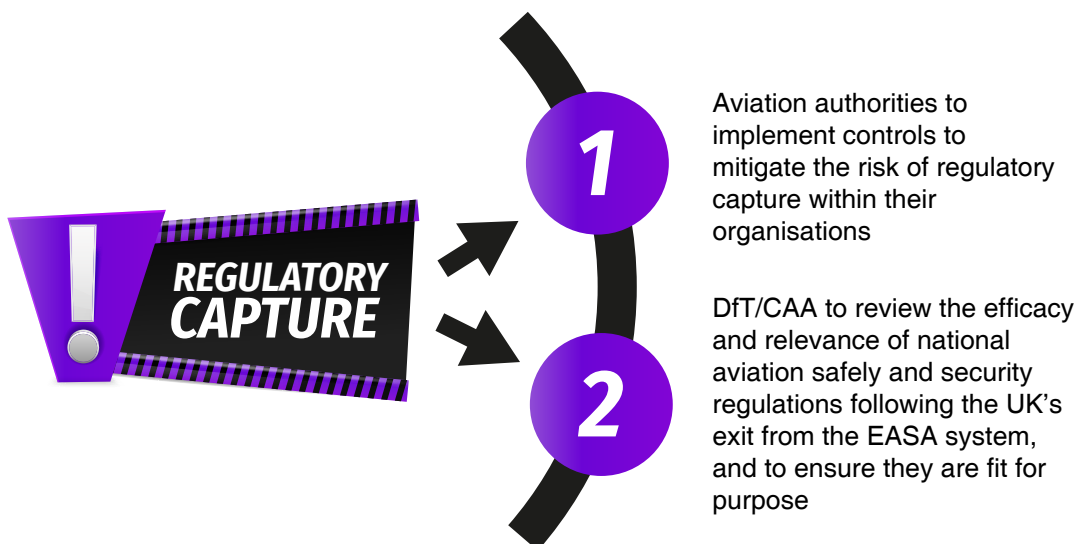 REGULATORY
CAPTURE
1
Aviation authorities to
implement controls to
mitigate the risk of regulatory
capture within their
organisations
2
DfT/CAA to review the efficacy
and relevance of national
aviation safely and security
regulations following the UK’s
exit from the EASA system,
and to ensure they are fit for
purpose